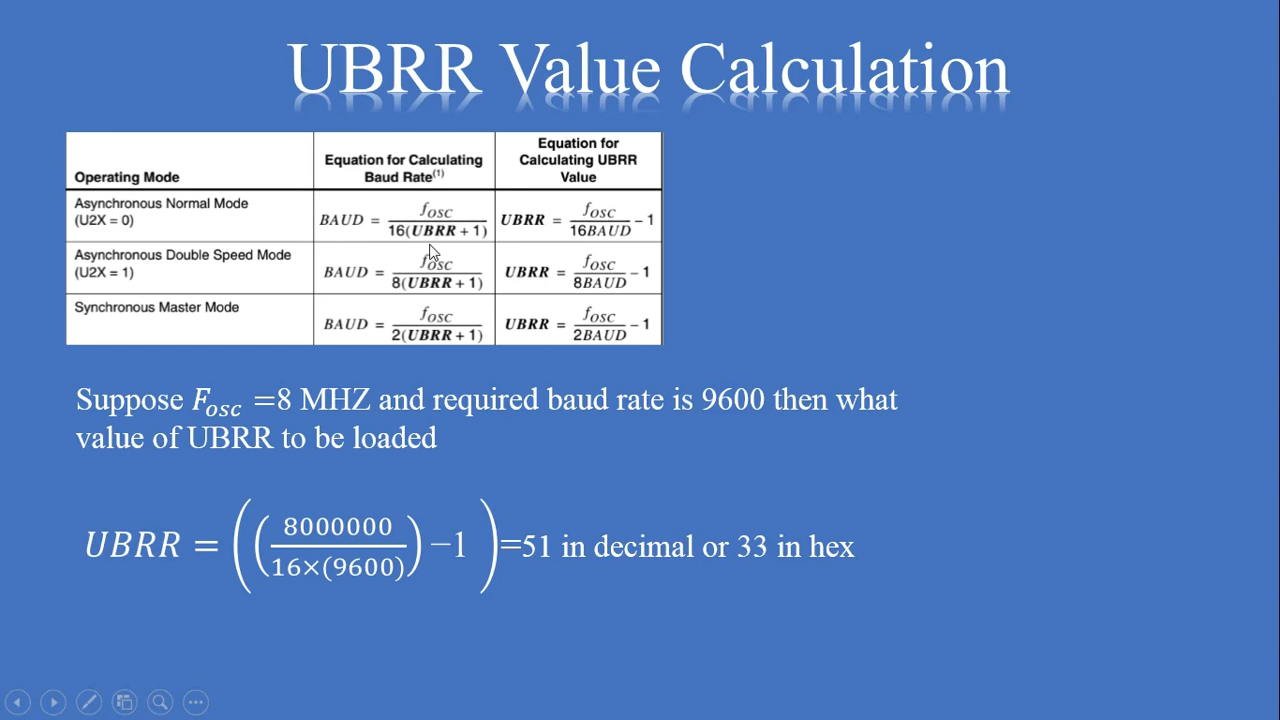 UBRR Value Calculation
Operating Mode
Equation for Calculating
Baud Rate(1)
Equation for
Calculating UBRR
Value
Asynchronous Normal Mode
(U2X = 0)
BAUD = fOSC / 16(UBRR + 1)
UBRR = fOSC / 16BAUD − 1
Asynchronous Double Speed Mode
(U2X = 1)
BAUD = fOSC / 8(UBRR + 1)
UBRR = fOSC / 8BAUD − 1
Synchronous Master Mode
BAUD = fOSC / 2(UBRR + 1)
UBRR = fOSC / 2BAUD − 1
Suppose Fosc =8 MHZ and required baud rate is 9600 then what
value of UBRR to be loaded
UBRR = ((8000000 / 16×(9600)) −1 )=51 in decimal or 33 in hex